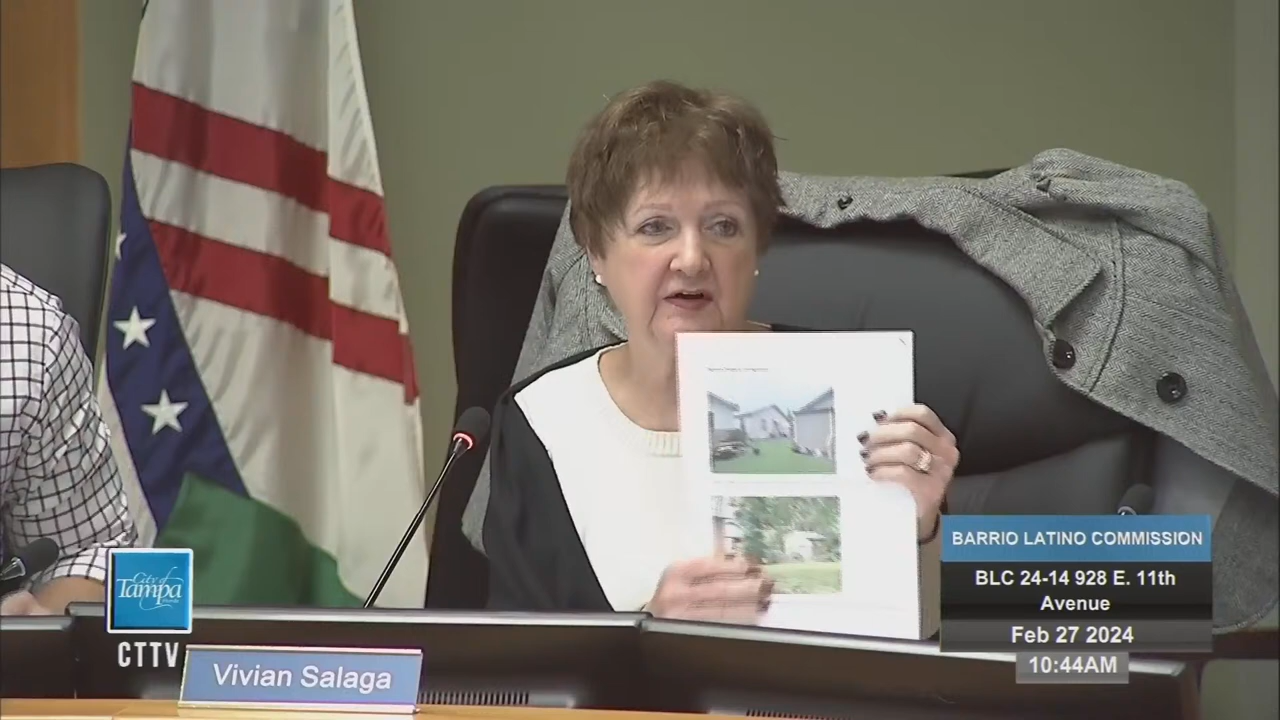 City of
Tampa
CTTV
Vivian Salaga
BARRIO LATINO COMMISSION
BLC 24-14 928 E. 11th
Avenue
Feb 27 2024
10:44AM